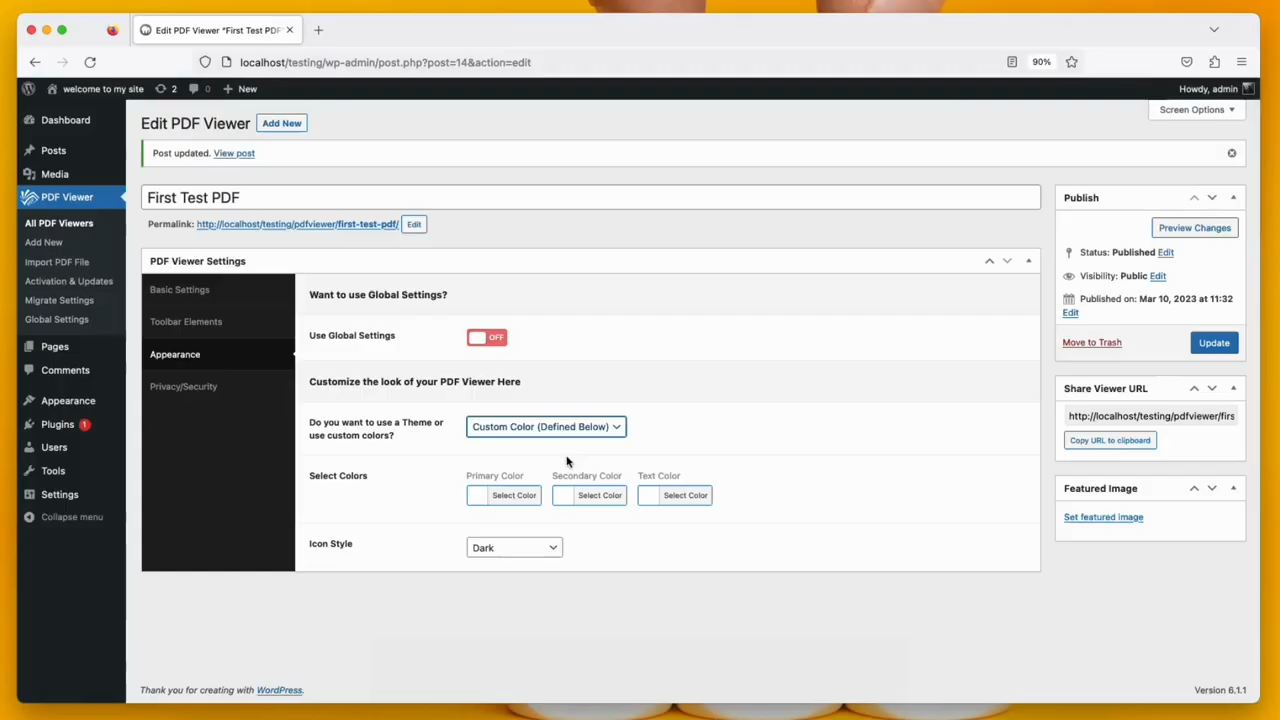 Edit PDF Viewer "First Test PDF"
localhost/testing/wp-admin/post.php?post=14&action=edit
90%
welcome to my site
2
0
New
Howdy, admin
Screen Options
Dashboard
Posts
Media
PDF Viewer
All PDF Viewers
Add New
Import PDF File
Activation & Updates
Migrate Settings
Global Settings
Pages
Comments
Appearance
Plugins 1
Users
Tools
Settings
Collapse menu
Edit PDF Viewer
Add New
Post updated. View post
First Test PDF
Permalink: http://localhost/testing/pdfviewer/first-test-pdf/ Edit
PDF Viewer Settings
Basic Settings
Toolbar Elements
Appearance
Privacy/Security
Want to use Global Settings?
Use Global Settings
OFF
Customize the look of your PDF Viewer Here
Do you want to use a Theme or
use custom colors?
Custom Color (Defined Below)
Select Colors
Primary Color
Secondary Color
Text Color
Select Color
Select Color
Select Color
Icon Style
Dark
Publish
Preview Changes
Status: Published Edit
Visibility: Public Edit
Published on: Mar 10, 2023 at 11:32
Edit
Move to Trash
Update
Share Viewer URL
http://localhost/testing/pdfviewer/firs
Copy URL to clipboard
Featured Image
Set featured image
Thank you for creating with WordPress.
Version 6.1.1